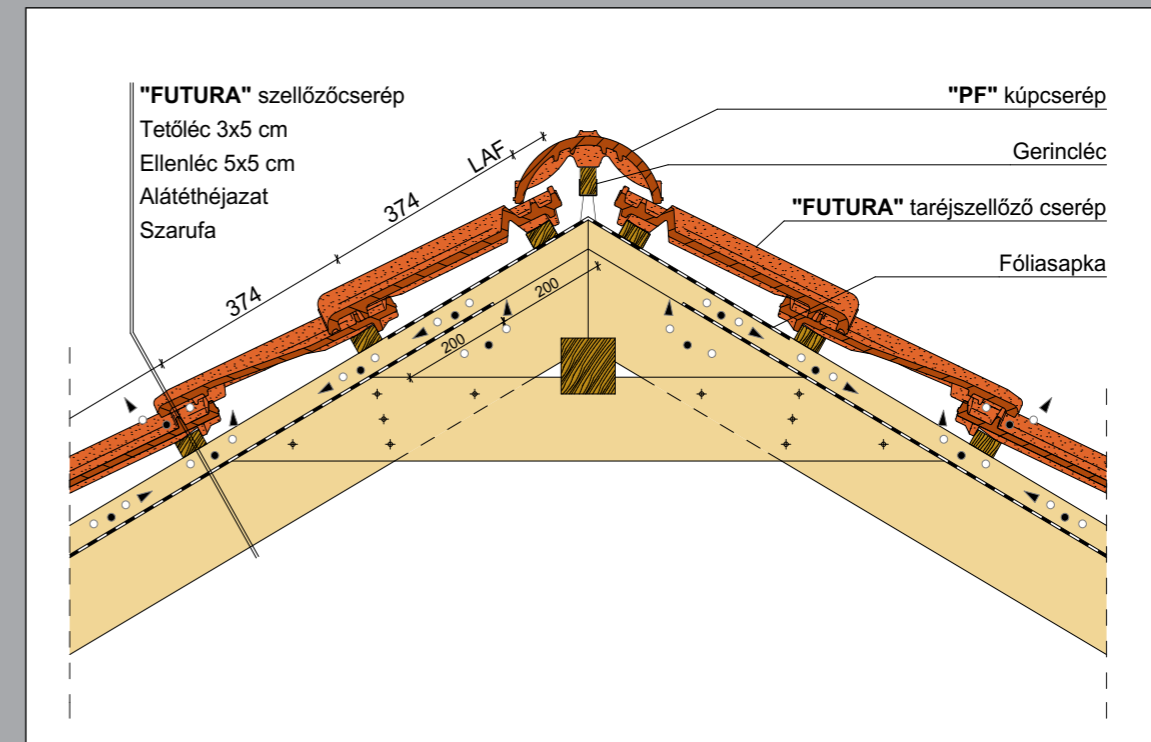 "FUTURA" szellőzőcserép
Tetőléc 3x5 cm
Ellenléc 5x5 cm
Alátéthéjazat
Szarufa
"PF" kúpcserép
Gerincléc
"FUTURA" taréjszellőző cserép
Fóliasapka
LAF
374
374
200
200